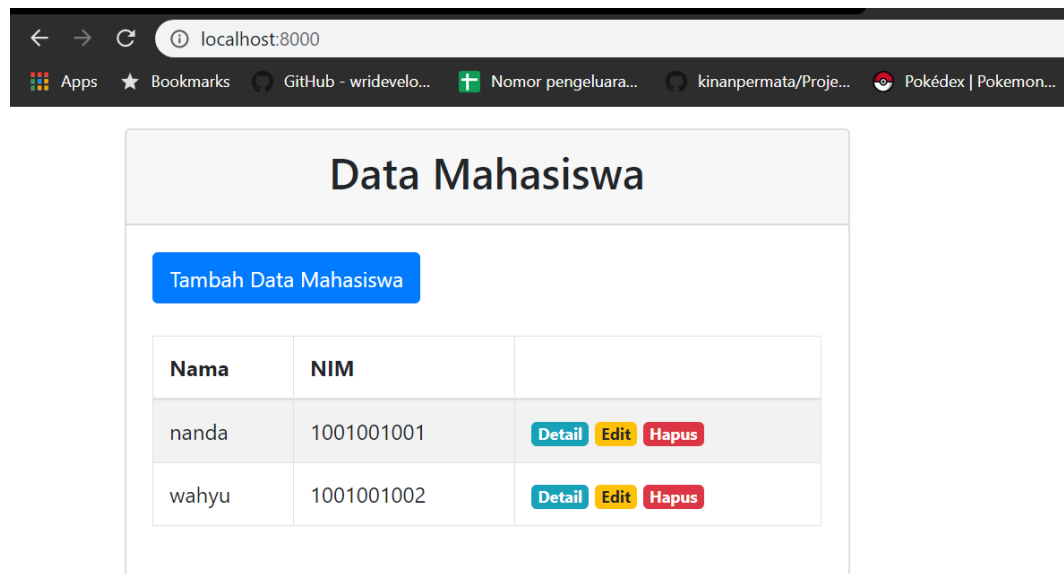 localhost:8000
Apps Bookmarks GitHub - wridevelo... Nomor pengeluara... kinanpermata/Proje... Pokédex | Pokemon...
Data Mahasiswa
Tambah Data Mahasiswa
Nama NIM
nanda 1001001001 Detail Edit Hapus
wahyu 1001001002 Detail Edit Hapus